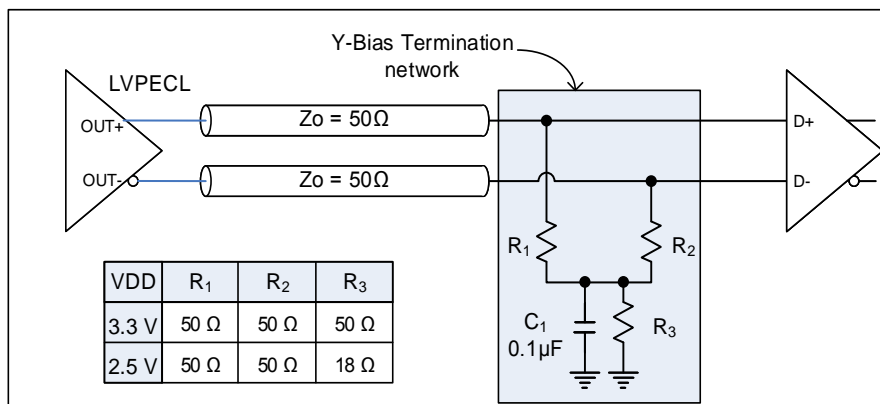 Y-Bias Termination
network
LVPECL
OUT+
OUT-
Zo = 50Ω
Zo = 50Ω
D+
D-
R1
R2
C1
0.1µF
R3
VDD R1 R2 R3
3.3 V 50 Ω 50 Ω 50 Ω
2.5 V 50 Ω 50 Ω 18 Ω